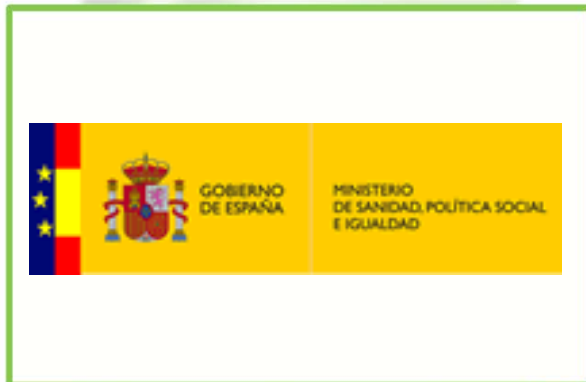 GOBIERNO
DE ESPAÑA
MINISTERIO
DE SANIDAD, POLÍTICA SOCIAL
E IGUALDAD